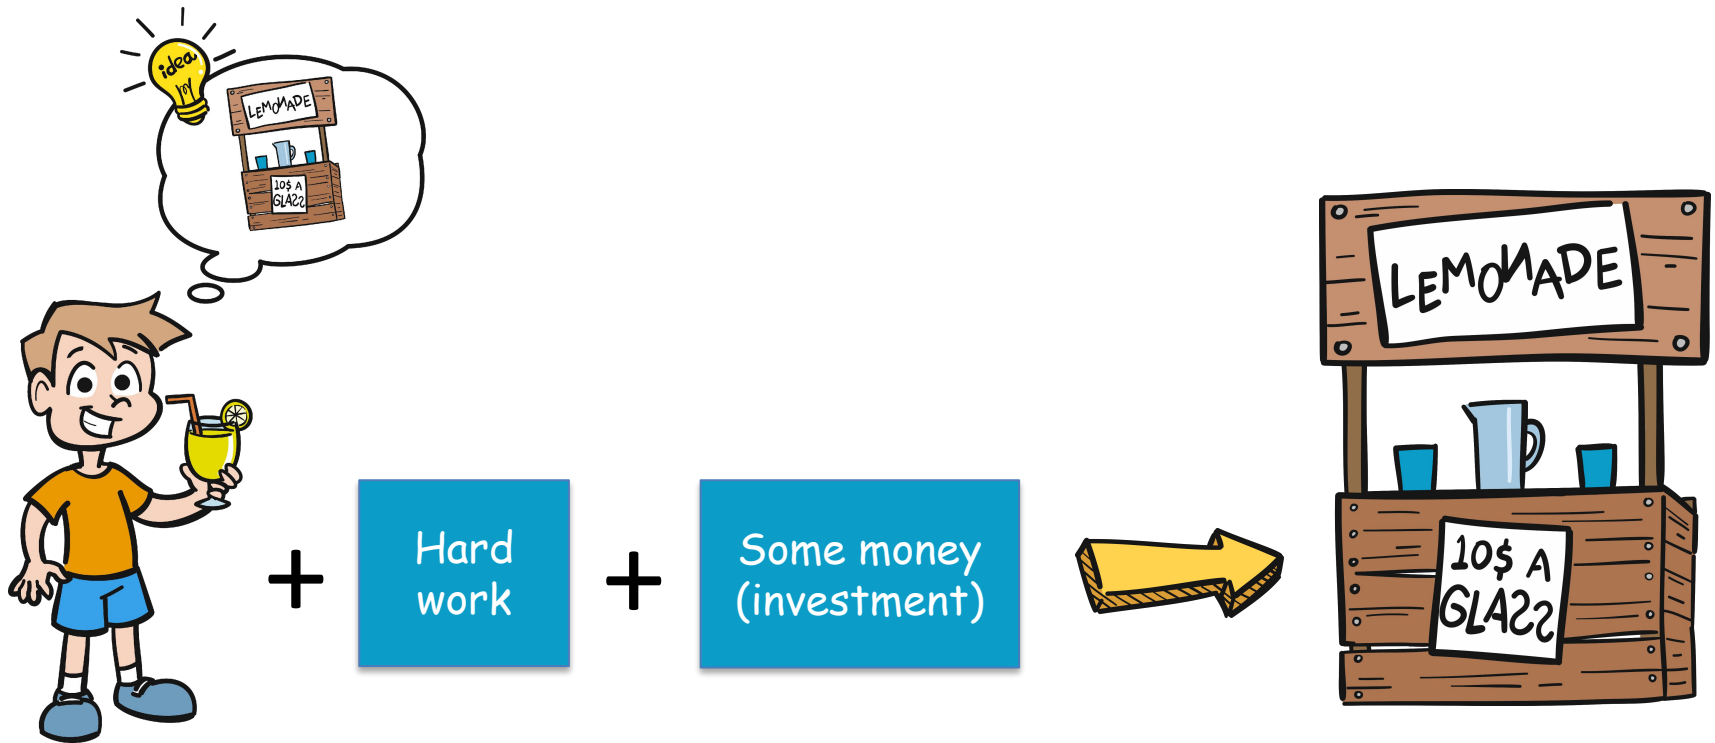 idea
LEMONADE
10$ A
GLASS
Hard
work
Some money
(investment)
LEMONADE
10$ A
GLASS